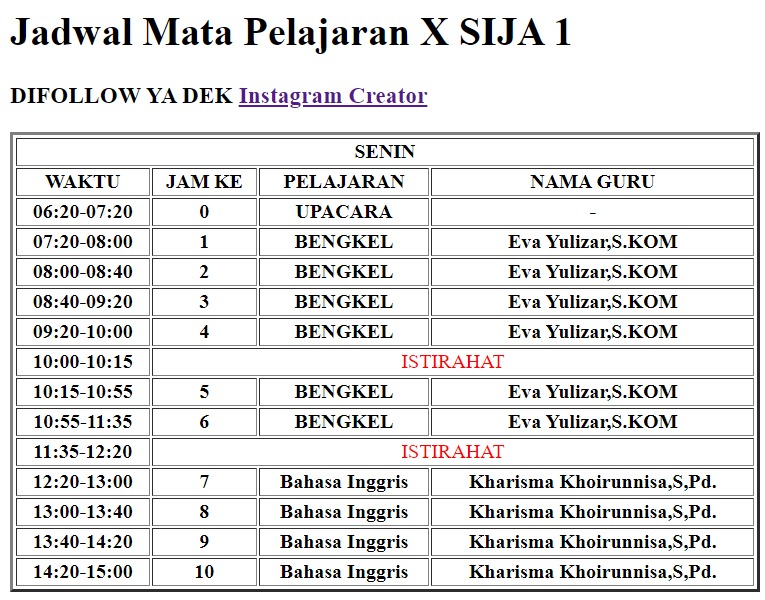 Jadwal Mata Pelajaran X SIJA 1
DIFOLLOW YA DEK Instagram Creator
SENIN
WAKTU JAM KE PELAJARAN NAMA GURU
06:20-07:20 0 UPACARA -
07:20-08:00 1 BENGKEL Eva Yulizar,S.KOM
08:00-08:40 2 BENGKEL Eva Yulizar,S.KOM
08:40-09:20 3 BENGKEL Eva Yulizar,S.KOM
09:20-10:00 4 BENGKEL Eva Yulizar,S.KOM
10:00-10:15 ISTIRAHAT
10:15-10:55 5 BENGKEL Eva Yulizar,S.KOM
10:55-11:35 6 BENGKEL Eva Yulizar,S.KOM
11:35-12:20 ISTIRAHAT
12:20-13:00 7 Bahasa Inggris Kharisma Khoirunnisa,S,Pd.
13:00-13:40 8 Bahasa Inggris Kharisma Khoirunnisa,S,Pd.
13:40-14:20 9 Bahasa Inggris Kharisma Khoirunnisa,S,Pd.
14:20-15:00 10 Bahasa Inggris Kharisma Khoirunnisa,S,Pd.